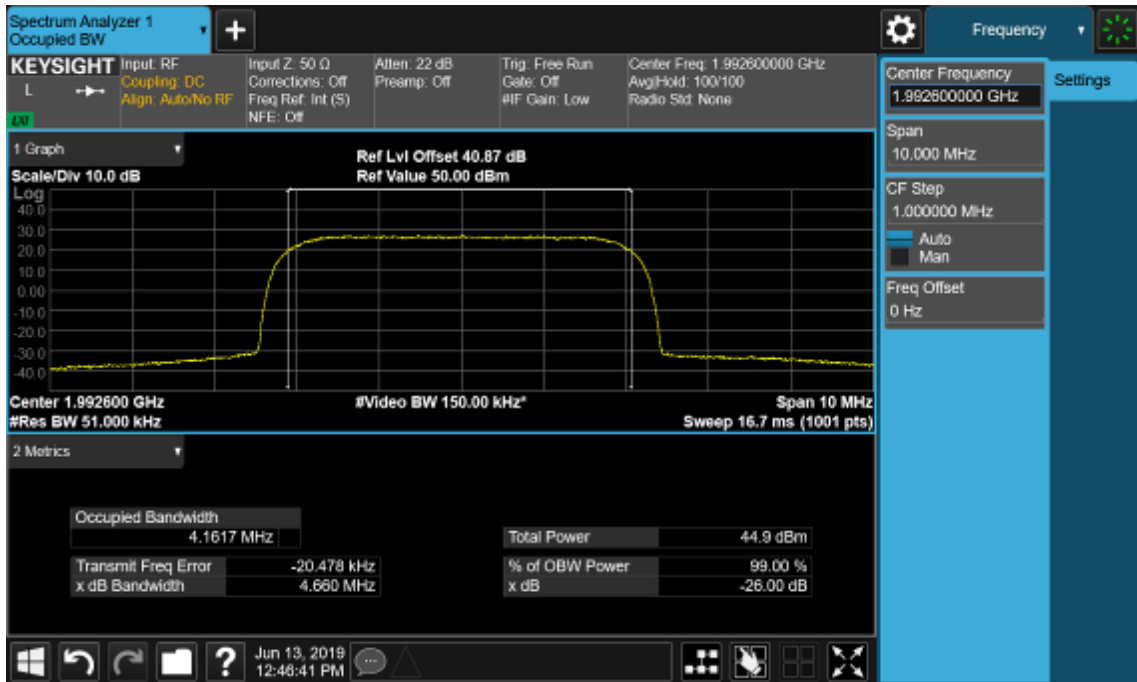 Spectrum Analyzer 1
Occupied BW
+
Frequency
KEYSIGHT
L
LXI
Input: RF
Coupling: DC
Align: Auto/No RF
Input Z: 50 Ω
Corrections: Off
Freq Ref: Int (S)
NFE: Off
Atten: 22 dB
Preamp: Off
Trig: Free Run
Gate: Off
#IF Gain: Low
Center Freq: 1.992600000 GHz
Avg|Hold: 100/100
Radio Std: None
Center Frequency
1.992600000 GHz
Settings
Span
10.000 MHz
CF Step
1.000000 MHz
Auto
Man
Freq Offset
0 Hz
1 Graph
Scale/Div 10.0 dB
Ref Lvl Offset 40.87 dB
Ref Value 50.00 dBm
Log
40.0
30.0
20.0
10.0
0.00
-10.0
-20.0
-30.0
-40.0
Center 1.992600 GHz
#Res BW 51.000 kHz
#Video BW 150.00 kHz*
Span 10 MHz
Sweep 16.7 ms (1001 pts)
2 Metrics
Occupied Bandwidth
4.1617 MHz
Total Power 44.9 dBm
Transmit Freq Error -20.478 kHz
% of OBW Power 99.00 %
x dB Bandwidth 4.660 MHz
x dB -26.00 dB
?
Jun 13, 2019
12:46:41 PM